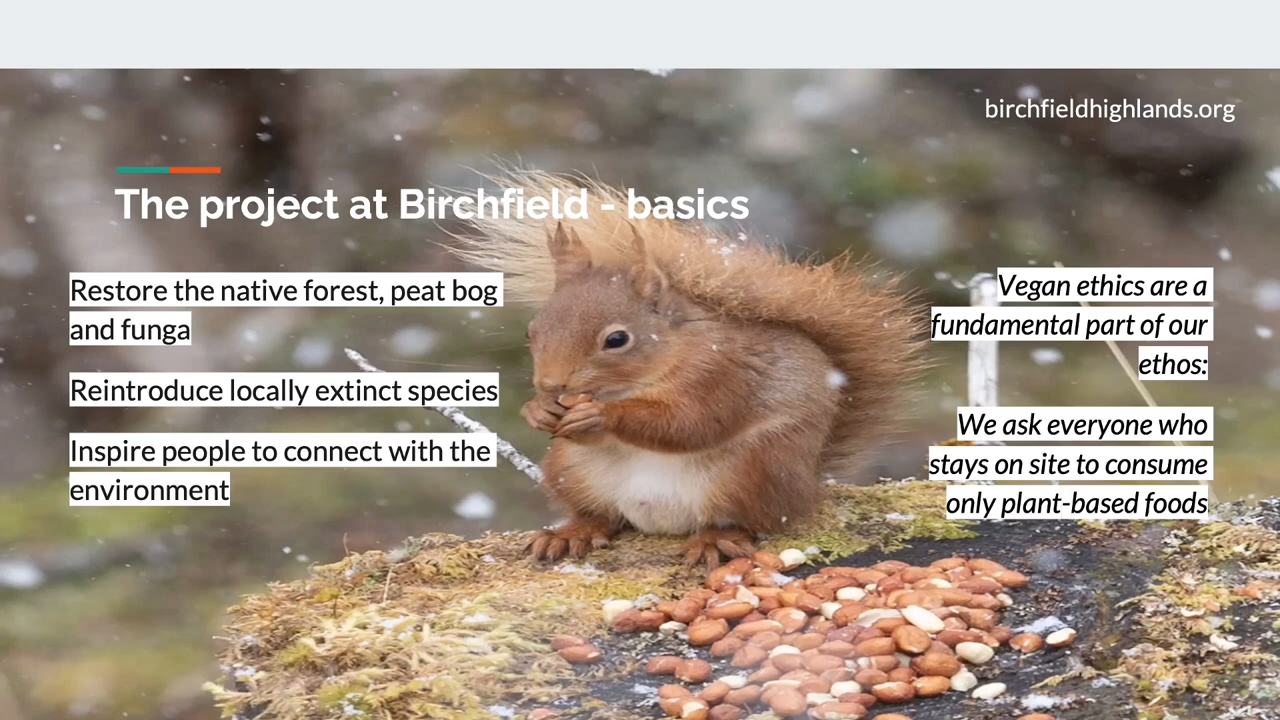 birchfieldhighlands.org
The project at Birchfield - basics
Restore the native forest, peat bog
and funga
Reintroduce locally extinct species
Inspire people to connect with the
environment
Vegan ethics are a
fundamental part of our
ethos:
We ask everyone who
stays on site to consume
only plant-based foods